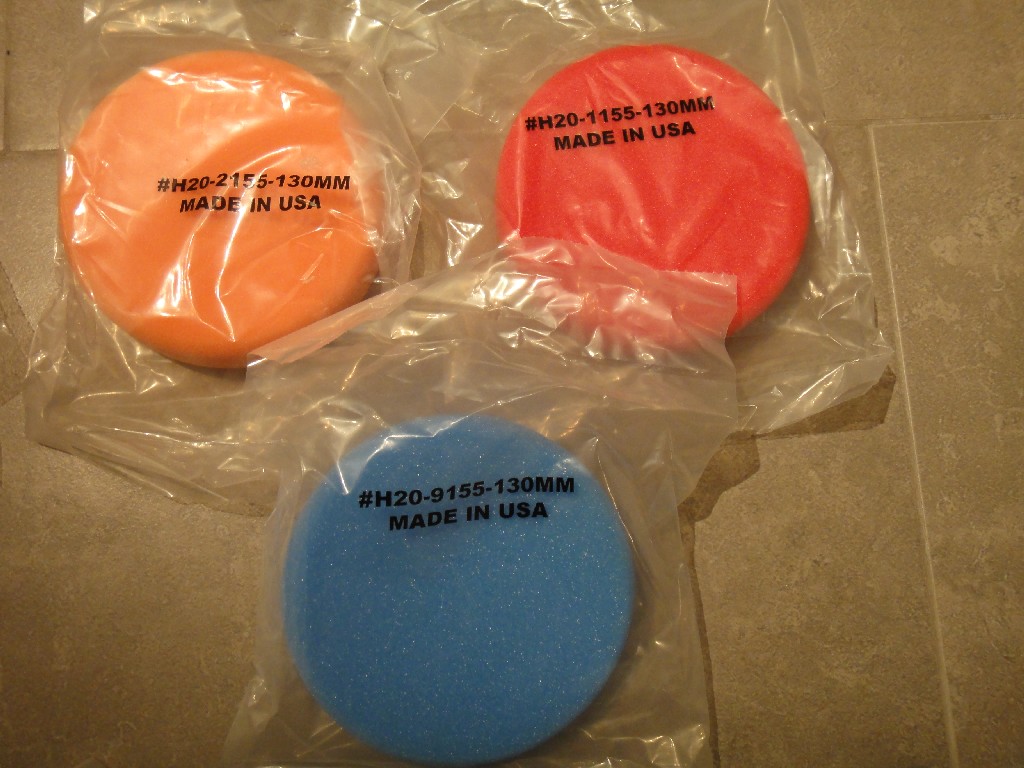 #H20-2155-130MM
MADE IN USA
#H20-1155-130MM
MADE IN USA
#H20-9155-130MM
MADE IN USA